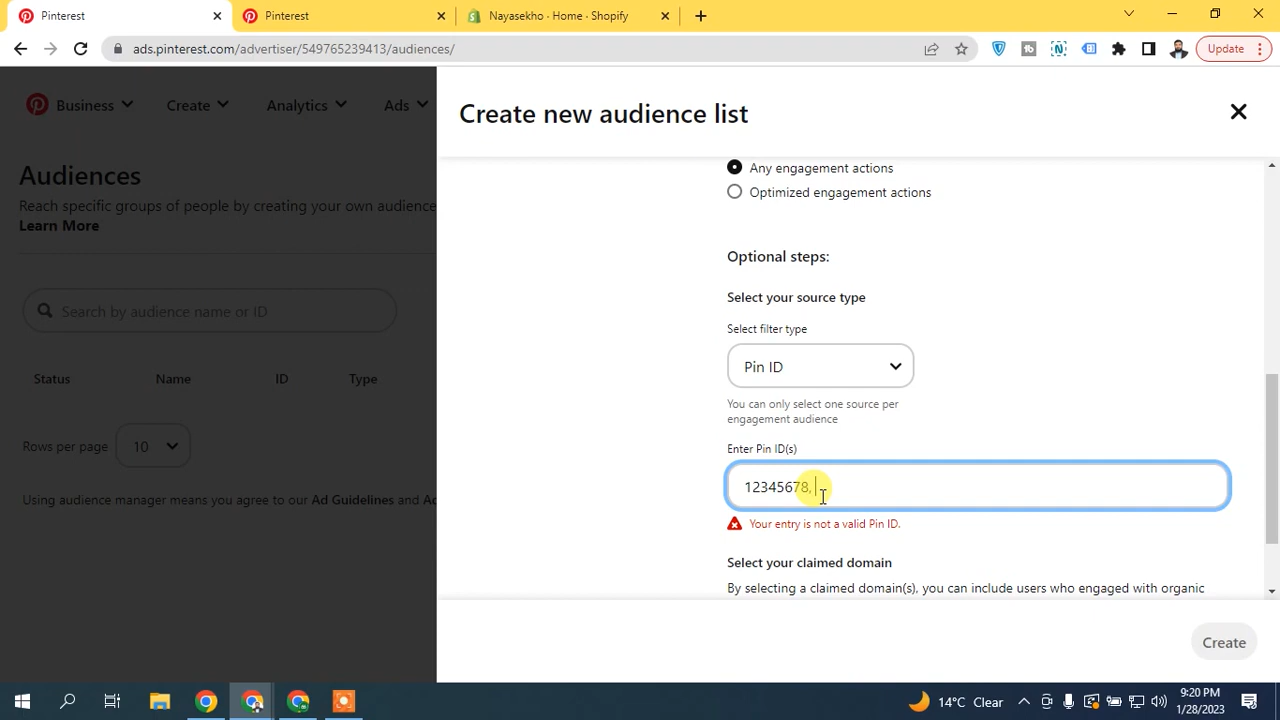 Pinterest
Pinterest
Nayasekho · Home · Shopify
ads.pinterest.com/advertiser/549765239413/audiences/
Update
Business
Create
Analytics
Ads
Create new audience list
Audiences
Reach specific groups of people by creating your own audience
Learn More
Search by audience name or ID
Status Name ID Type
Rows per page 10
Using audience manager means you agree to our Ad Guidelines and Ad
Any engagement actions
Optimized engagement actions
Optional steps:
Select your source type
Select filter type
Pin ID
You can only select one source per
engagement audience
Enter Pin ID(s)
12345678,
Your entry is not a valid Pin ID.
Select your claimed domain
By selecting a claimed domain(s), you can include users who engaged with organic
Create
14°C Clear
9:20 PM
1/28/2023